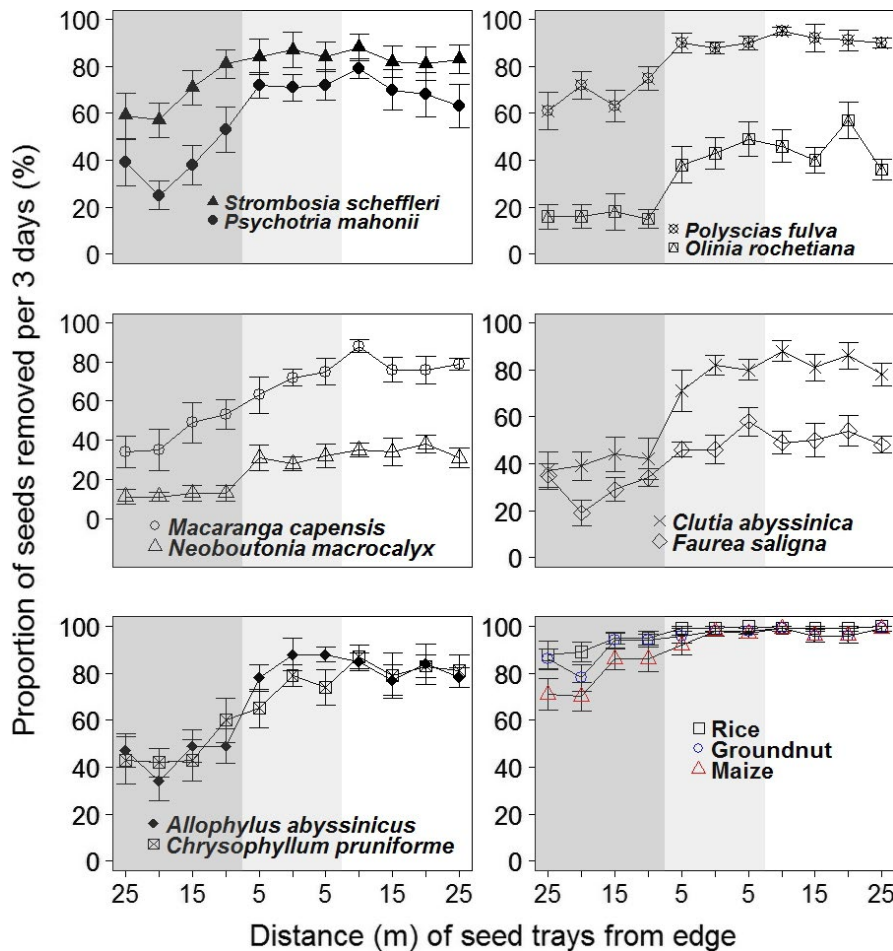 Proportion of seeds removed per 3 days (%)
100
80
60
40
20
0
Strombosia scheffleri
Psychotria mahonii
100
80
60
40
20
0
Polyscias fulva
Olinia rochetiana
100
80
60
40
20
0
Macaranga capensis
Neoboutonia macrocalyx
100
80
60
40
20
0
Clutia abyssinica
Faurea saligna
100
80
60
40
20
0
Allophylus abyssinicus
Chrysophyllum pruniforme
25 15 5 5 15 25
100
80
60
40
20
0
Rice
Groundnut
Maize
25 15 5 5 15 25
Distance (m) of seed trays from edge